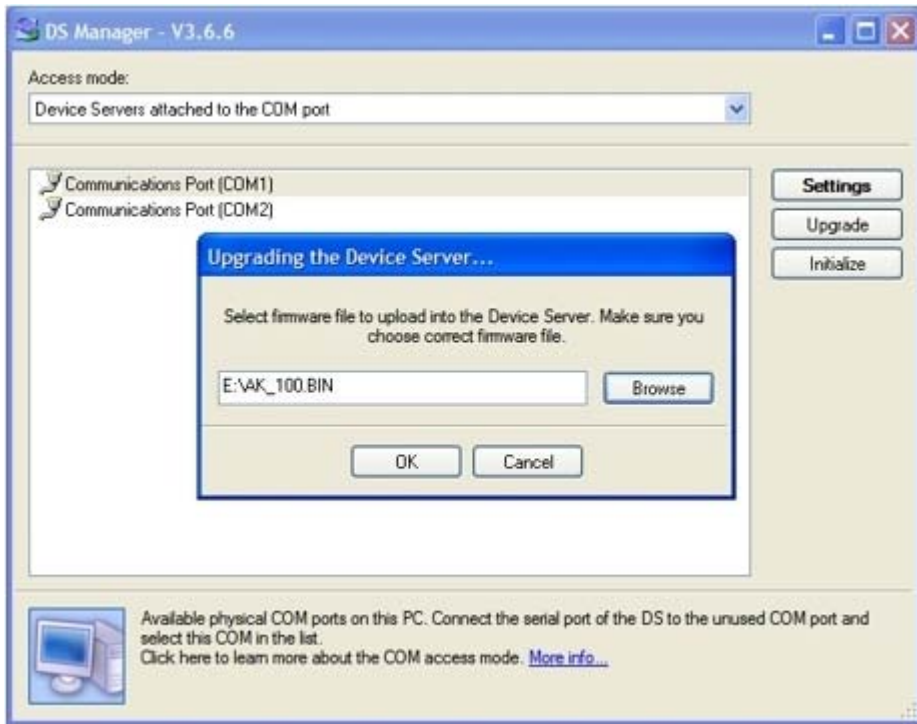 DS Manager - V3.6.6
Access mode:
Device Servers attached to the COM port
Communications Port (COM1)
Communications Port (COM2)
Settings
Upgrade
Initialize
Upgrading the Device Server...
Select firmware file to upload into the Device Server. Make sure you
choose correct firmware file.
E:\AK_100.BIN
Browse
OK
Cancel
Available physical COM ports on this PC. Connect the serial port of the DS to the unused COM port and
select this COM in the list.
Click here to learn more about the COM access mode. More info...